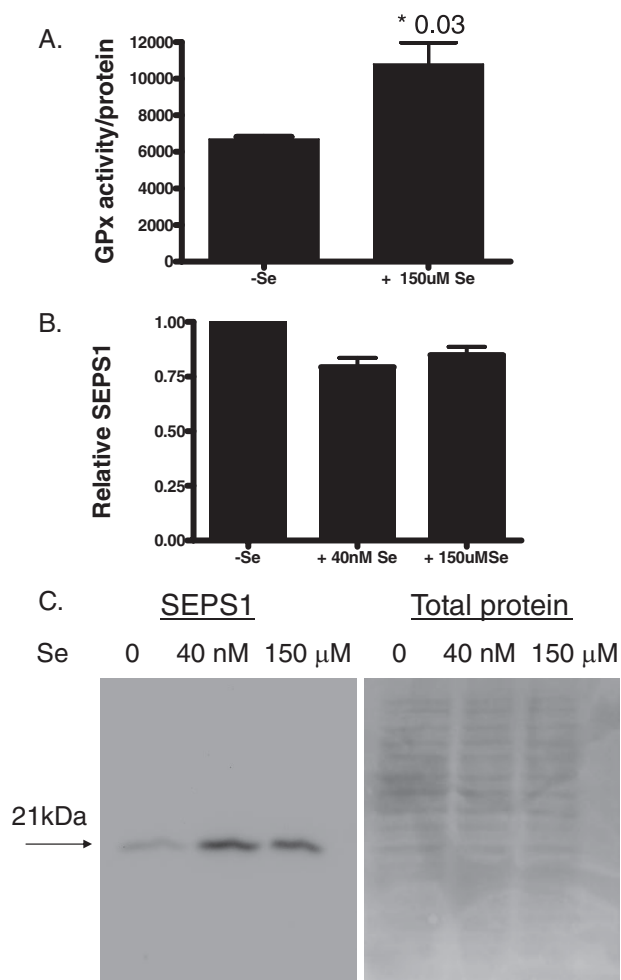 A.
* 0.03
GPx activity/protein
12000
10000
8000
6000
4000
2000
0
-Se
+ 150uM Se
B.
Relative SEPS1
1.00
0.75
0.50
0.25
0.00
-Se
+ 40nM Se
+ 150uMSe
C.
SEPS1
Total protein
Se 0 40 nM 150 μM 0 40 nM 150 μM
21kDa